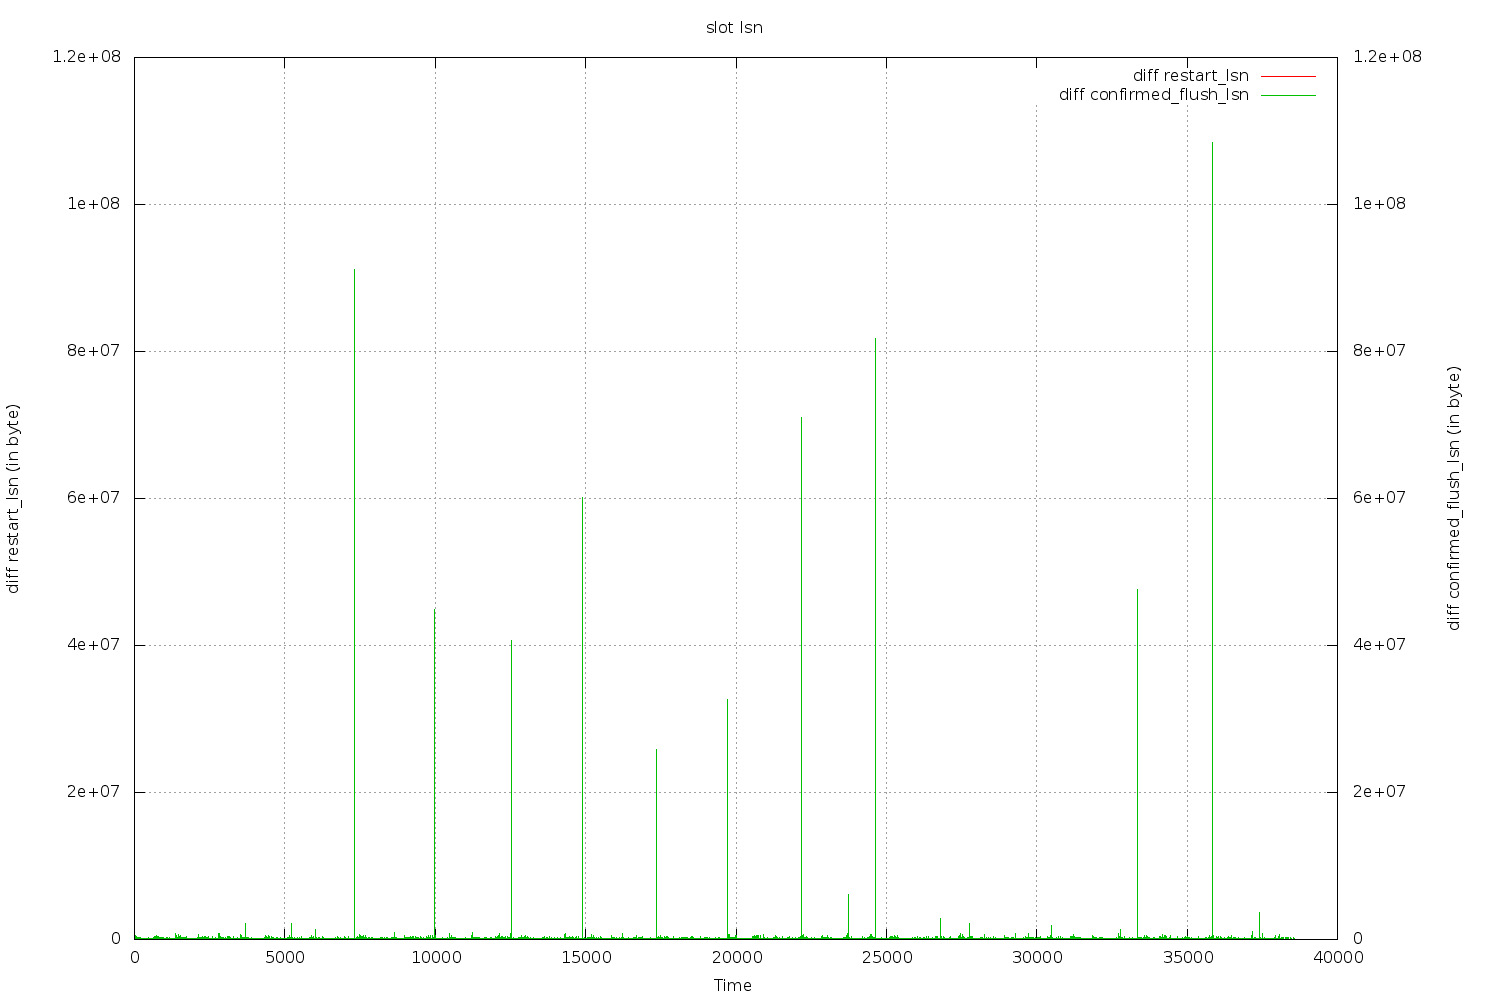 slot lsn
diff restart_lsn
diff confirmed_flush_lsn
1.2e+08
1e+08
8e+07
6e+07
4e+07
2e+07
0
diff restart_lsn (in byte)
1.2e+08
1e+08
8e+07
6e+07
4e+07
2e+07
0
diff confirmed_flush_lsn (in byte)
0 5000 10000 15000 20000 25000 30000 35000 40000
Time